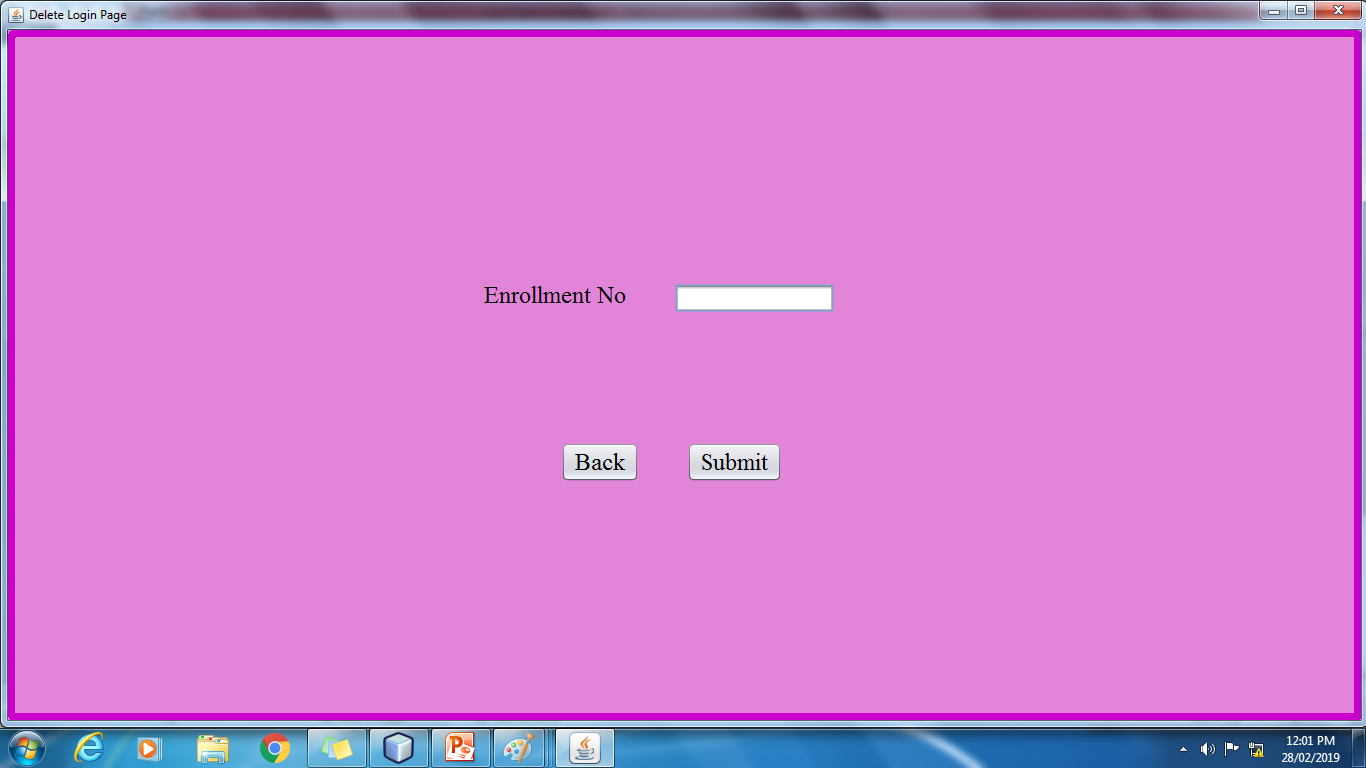 Delete Login Page
Enrollment No
Back Submit
12:01 PM
28/02/2019